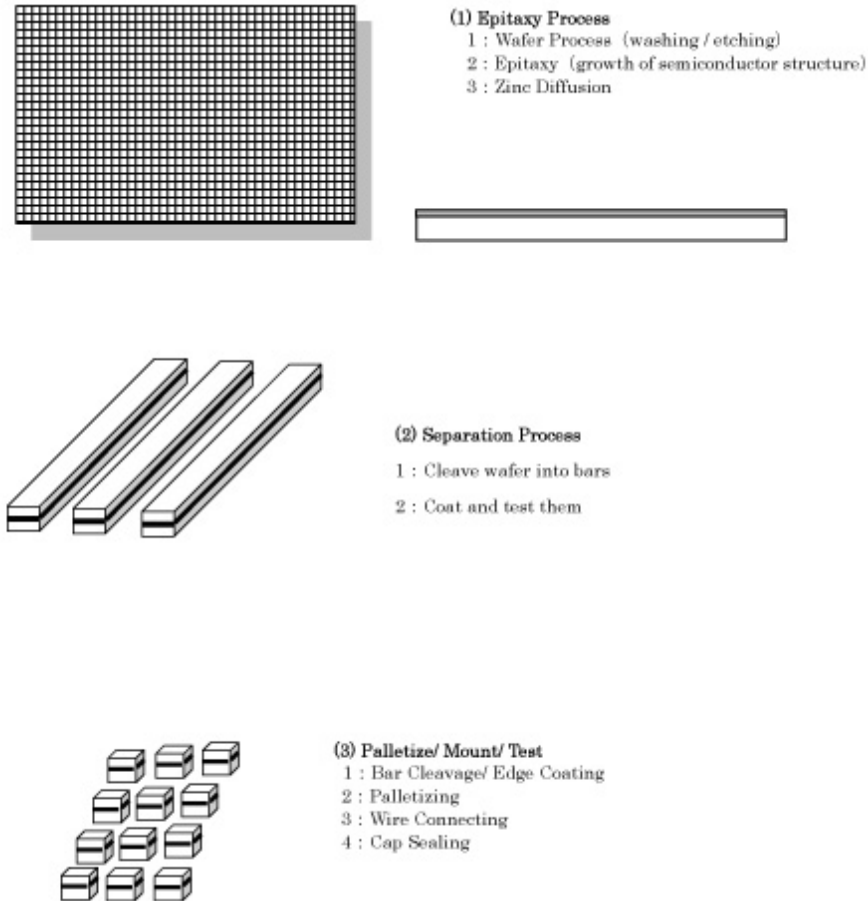 (1) Epitaxy Process
1 : Wafer Process (washing / etching)
2 : Epitaxy (growth of semiconductor structure)
3 : Zinc Diffusion
(2) Separation Process
1 : Cleave wafer into bars
2 : Coat and test them
(3) Palletize/ Mount/ Test
1 : Bar Cleavage/ Edge Coating
2 : Palletizing
3 : Wire Connecting
4 : Cap Sealing